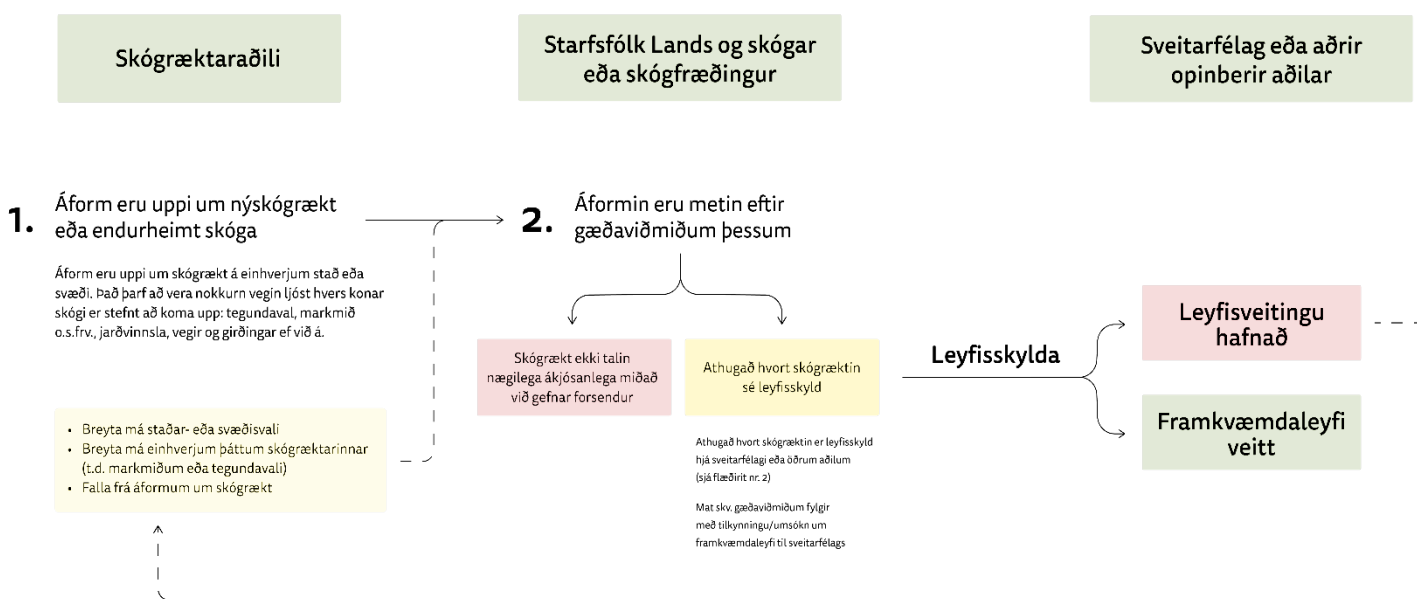 Skógræktaraðili
Starfsfólk Lands og skógar
eða skógfræðingur
Sveitarfélag eða aðrir
opinberir aðilar
1.
Áform eru uppi um nýskógrækt
eða endurheimt skóga
Áform eru uppi um skógrækt á einhverjum stað eða
svæði. Það þarf að vera nokkurn vegin ljóst hvers konar
skógi er stefnt að koma upp: tegundaval, markmið
o.s.frv., jarðvinnsla, vegir og girðingar ef við á.
• Breyta má staðar- eða svæðisvali
• Breyta má einhverjum þáttum skógræktarinnar
(t.d. markmiðum eða tegundavali)
• Falla frá áformum um skógrækt
2.
Áformin eru metin eftir
gæðaviðmiðum þessum
Skógrækt ekki talin
nægilega ákjósanlega miðað
við gefnar forsendur
Athugað hvort skógræktin
sé leyfisskyld
Athugað hvort skógræktin er leyfisskyld
hjá sveitarfélagi eða öðrum aðilum
(sjá flæðirit nr. 2)
Mat skv. gæðaviðmiðum fylgir
með tilkynningu/umsókn um
framkvæmdaleyfi til sveitarfélags
Leyfisskylda
Leyfisveitingu
hafnað
Framkvæmdaleyfi
veitt